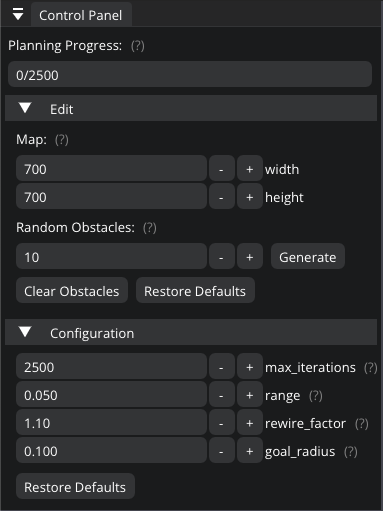 Control Panel
Planning Progress: (?)
0/2500
Edit
Map: (?)
700 - + width
700 - + height
Random Obstacles: (?)
10 - + Generate
Clear Obstacles Restore Defaults
Configuration
2500 - + max_iterations (?)
0.050 - + range (?)
1.10 - + rewire_factor (?)
0.100 - + goal_radius (?)
Restore Defaults